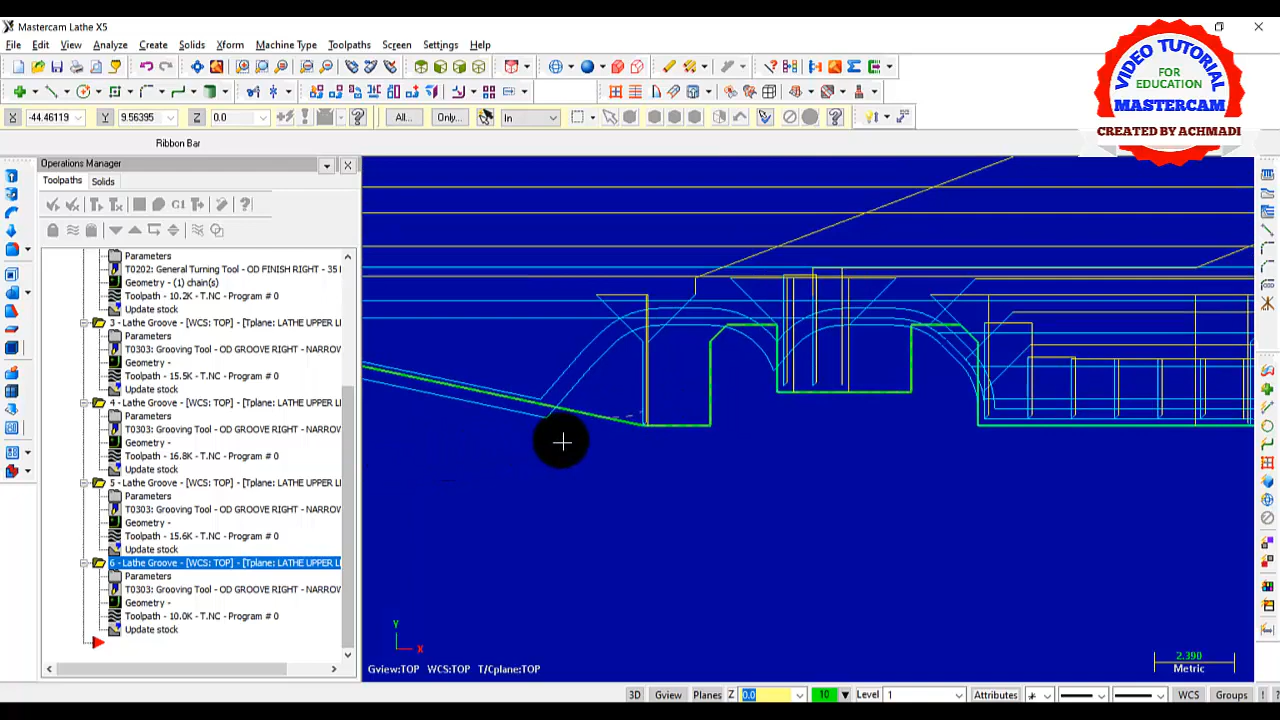 Mastercam Lathe X5
File Edit View Analyze Create Solids Xform Machine Type Toolpaths Screen Settings Help
VIDEO TUTORIAL
FOR
EDUCATION
MASTERCAM
CREATED BY ACHMADI
X -44.46119 Y 9.56395 Z 0.0 All... Only... In
Ribbon Bar
Operations Manager
Toolpaths Solids
G1
Parameters
T0202: General Turning Tool - OD FINISH RIGHT - 35
Geometry - (1) chain(s)
Toolpath - 10.2K - T.NC - Program # 0
Update stock
3 - Lathe Groove - [WCS: TOP] - [Tplane: LATHE UPPER L
Parameters
T0303: Grooving Tool - OD GROOVE RIGHT - NARROW
Geometry -
Toolpath - 15.5K - T.NC - Program # 0
Update stock
4 - Lathe Groove - [WCS: TOP] - [Tplane: LATHE UPPER L
Parameters
T0303: Grooving Tool - OD GROOVE RIGHT - NARROW
Geometry -
Toolpath - 16.8K - T.NC - Program # 0
Update stock
5 - Lathe Groove - [WCS: TOP] - [Tplane: LATHE UPPER L
Parameters
T0303: Grooving Tool - OD GROOVE RIGHT - NARROW
Geometry -
Toolpath - 15.6K - T.NC - Program # 0
Update stock
6 - Lathe Groove - [WCS: TOP] - [Tplane: LATHE UPPER L
Parameters
T0303: Grooving Tool - OD GROOVE RIGHT - NARROW
Geometry -
Toolpath - 10.0K - T.NC - Program # 0
Update stock
Y
X
Gview:TOP WCS:TOP T/Cplane:TOP
2.390
Metric
3D Gview Planes Z 0.0 10 Level 1 Attributes WCS Groups ! ?